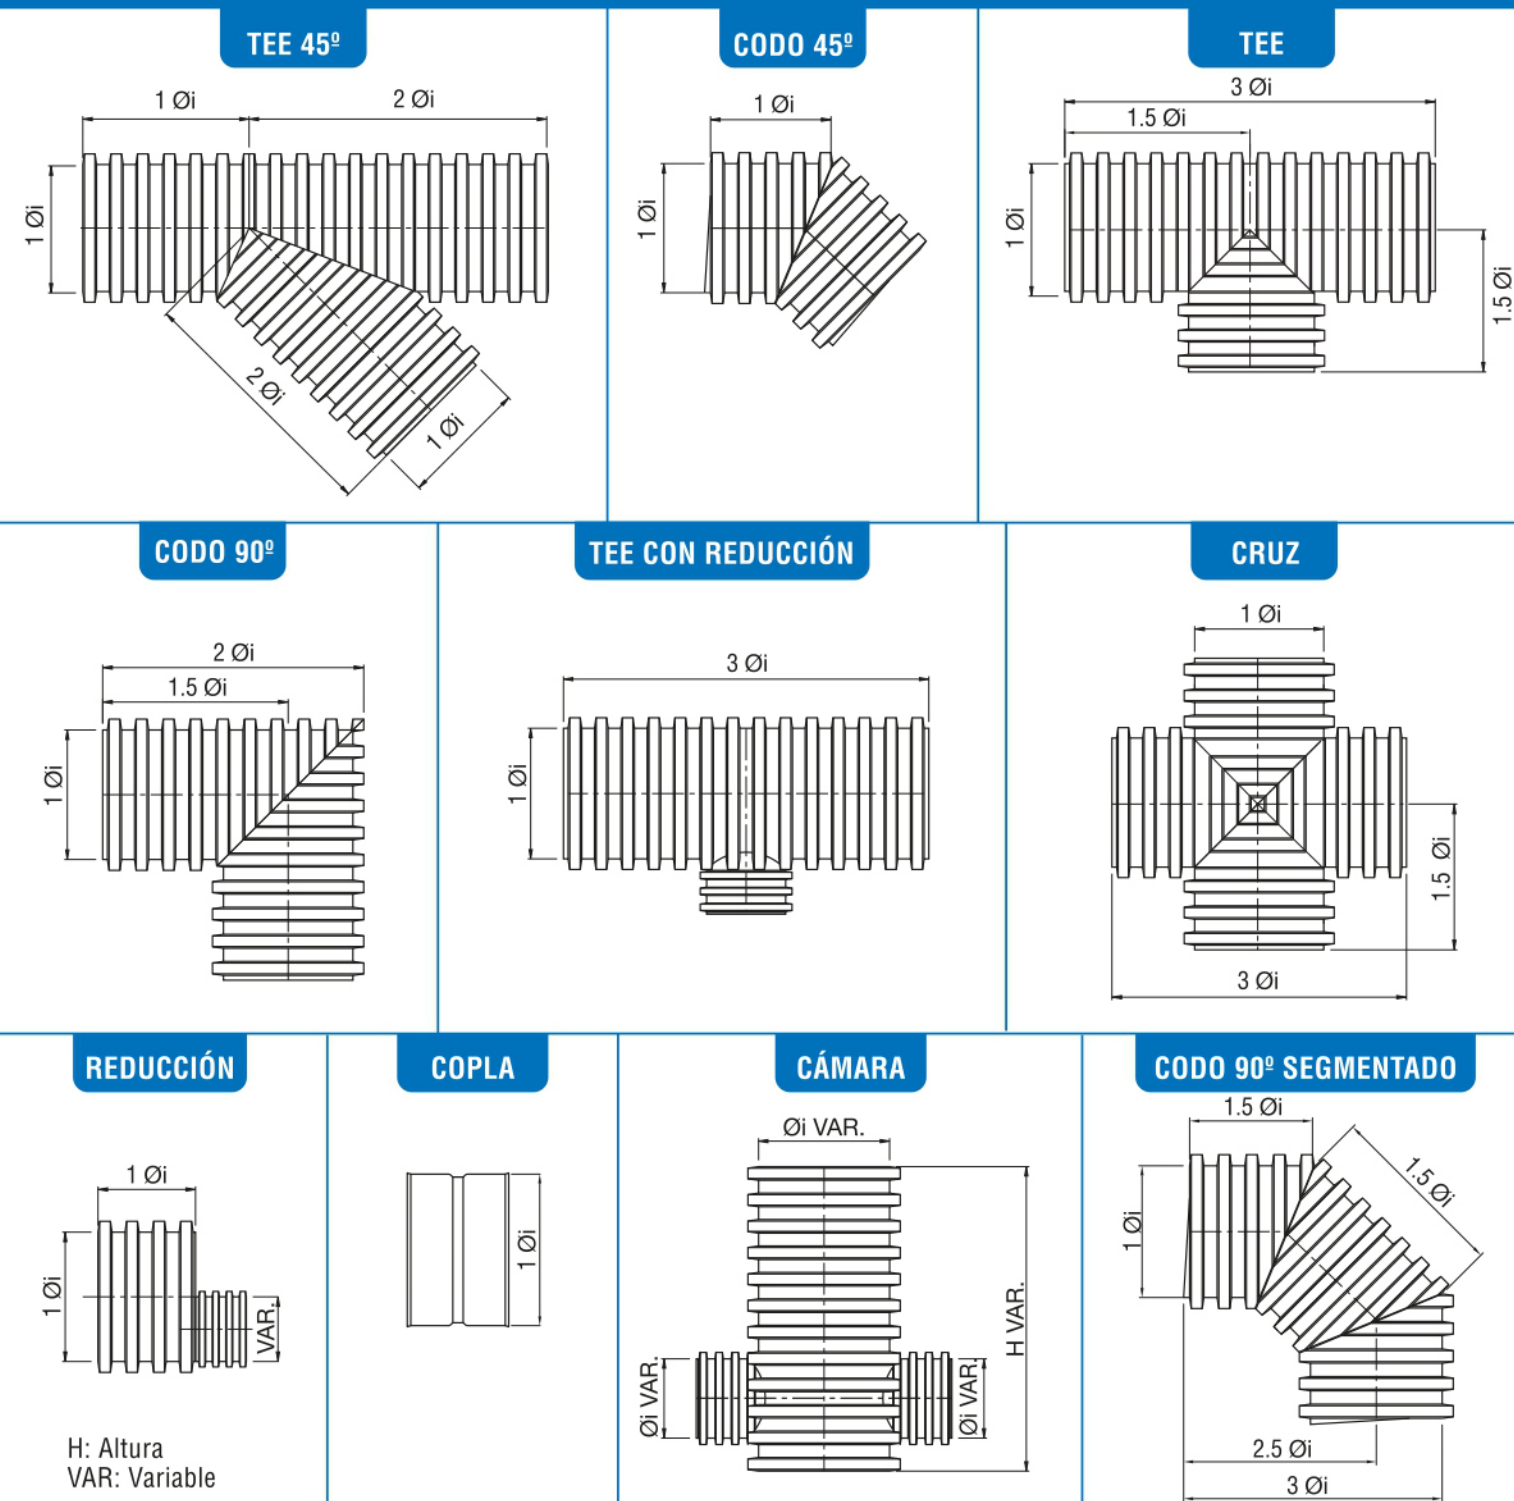 TEE 45º
1 Øi
2 Øi
1 Øi
2 Øi
1 Øi
CODO 45º
1 Øi
1 Øi
TEE
3 Øi
1.5 Øi
1 Øi
1.5 Øi
CODO 90º
2 Øi
1.5 Øi
1 Øi
TEE CON REDUCCIÓN
3 Øi
1 Øi
CRUZ
1 Øi
1.5 Øi
3 Øi
REDUCCIÓN
1 Øi
1 Øi
VAR.
H: Altura
VAR: Variable
COPLA
1 Øi
CÁMARA
Øi VAR.
H VAR.
Øi VAR.
Øi VAR.
CODO 90º SEGMENTADO
1.5 Øi
1.5 Øi
1 Øi
2.5 Øi
3 Øi